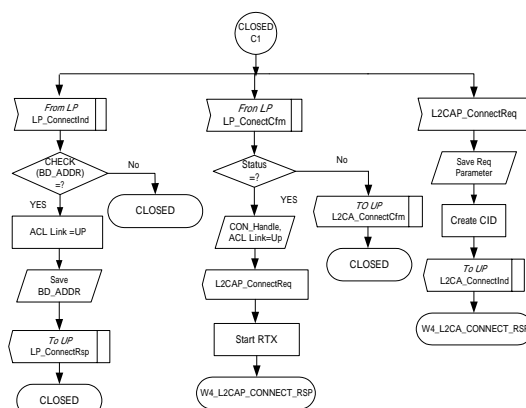 CLOSED
C1
From LP
LP_ConnectInd
CHECK
(BD_ADDR)
=?
No
CLOSED
YES
ACL Link =UP
Save
BD_ADDR
To UP
LP_ConnectRsp
CLOSED
Fron LP
LP_ConectCfm
Status
=?
No
YES
TO UP
L2CA_ConnectCfm
CLOSED
CON_Handle,
ACL Link=Up
L2CAP_ConnectReq
Start RTX
W4_L2CAP_CONNECT_RSP
L2CAP_ConnectReq
Save Req
Parameter
Create CID
To UP
L2CA_ConnectInd
W4_L2CA_CONNECT_RSP